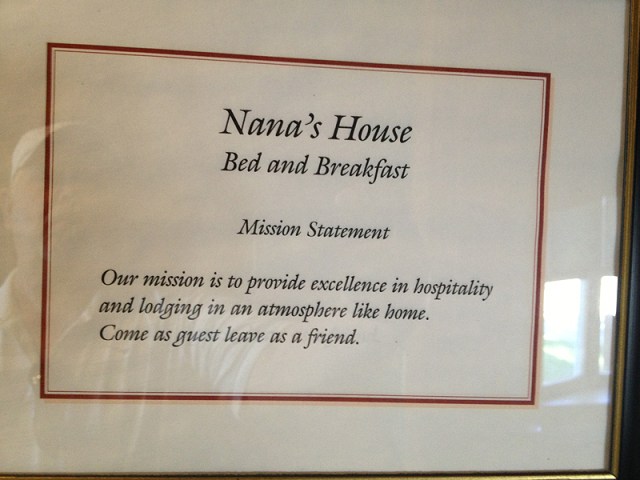 Nana's House
Bed and Breakfast
Mission Statement
Our mission is to provide excellence in hospitality
and lodging in an atmosphere like home.
Come as guest leave as a friend.